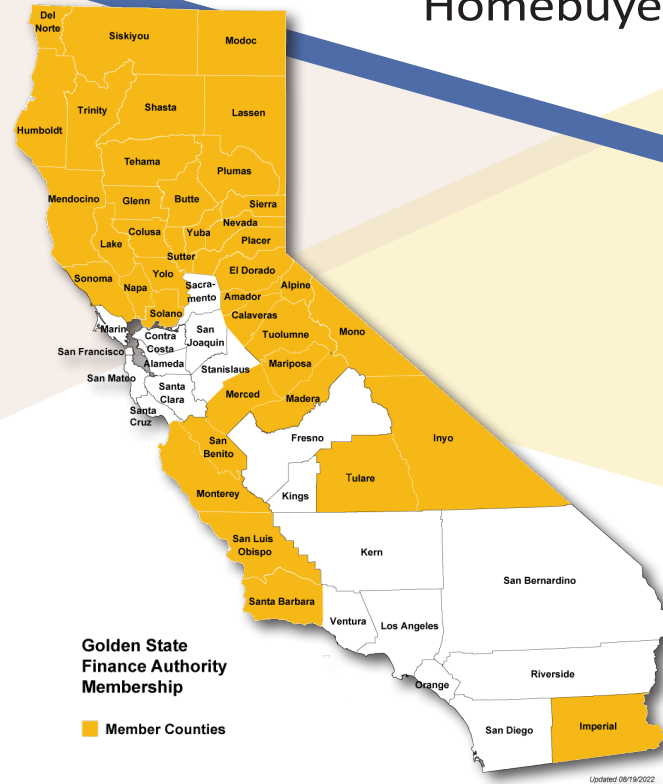 Homebuye
Del
Norte
Siskiyou
Modoc
Humboldt
Trinity
Shasta
Lassen
Tehama
Plumas
Mendocino
Glenn
Butte
Sierra
Nevada
Colusa
Yuba
Placer
Lake
Sutter
El Dorado
Sonoma
Yolo
Napa
Sacra-
mento
Alpine
Amador
Solano
Calaveras
Marin
Contra
Costa
San
Joaquin
Tuolumne
Mono
San Francisco
Alameda
Stanislaus
Mariposa
San Mateo
Santa
Clara
Merced
Madera
Santa
Cruz
San
Benito
Fresno
Inyo
Tulare
Monterey
Kings
San Luis
Obispo
Kern
San Bernardino
Santa Barbara
Ventura
Los Angeles
Golden State
Finance Authority
Membership
Riverside
Orange
Member Counties
San Diego
Imperial
Updated 08/19/2022